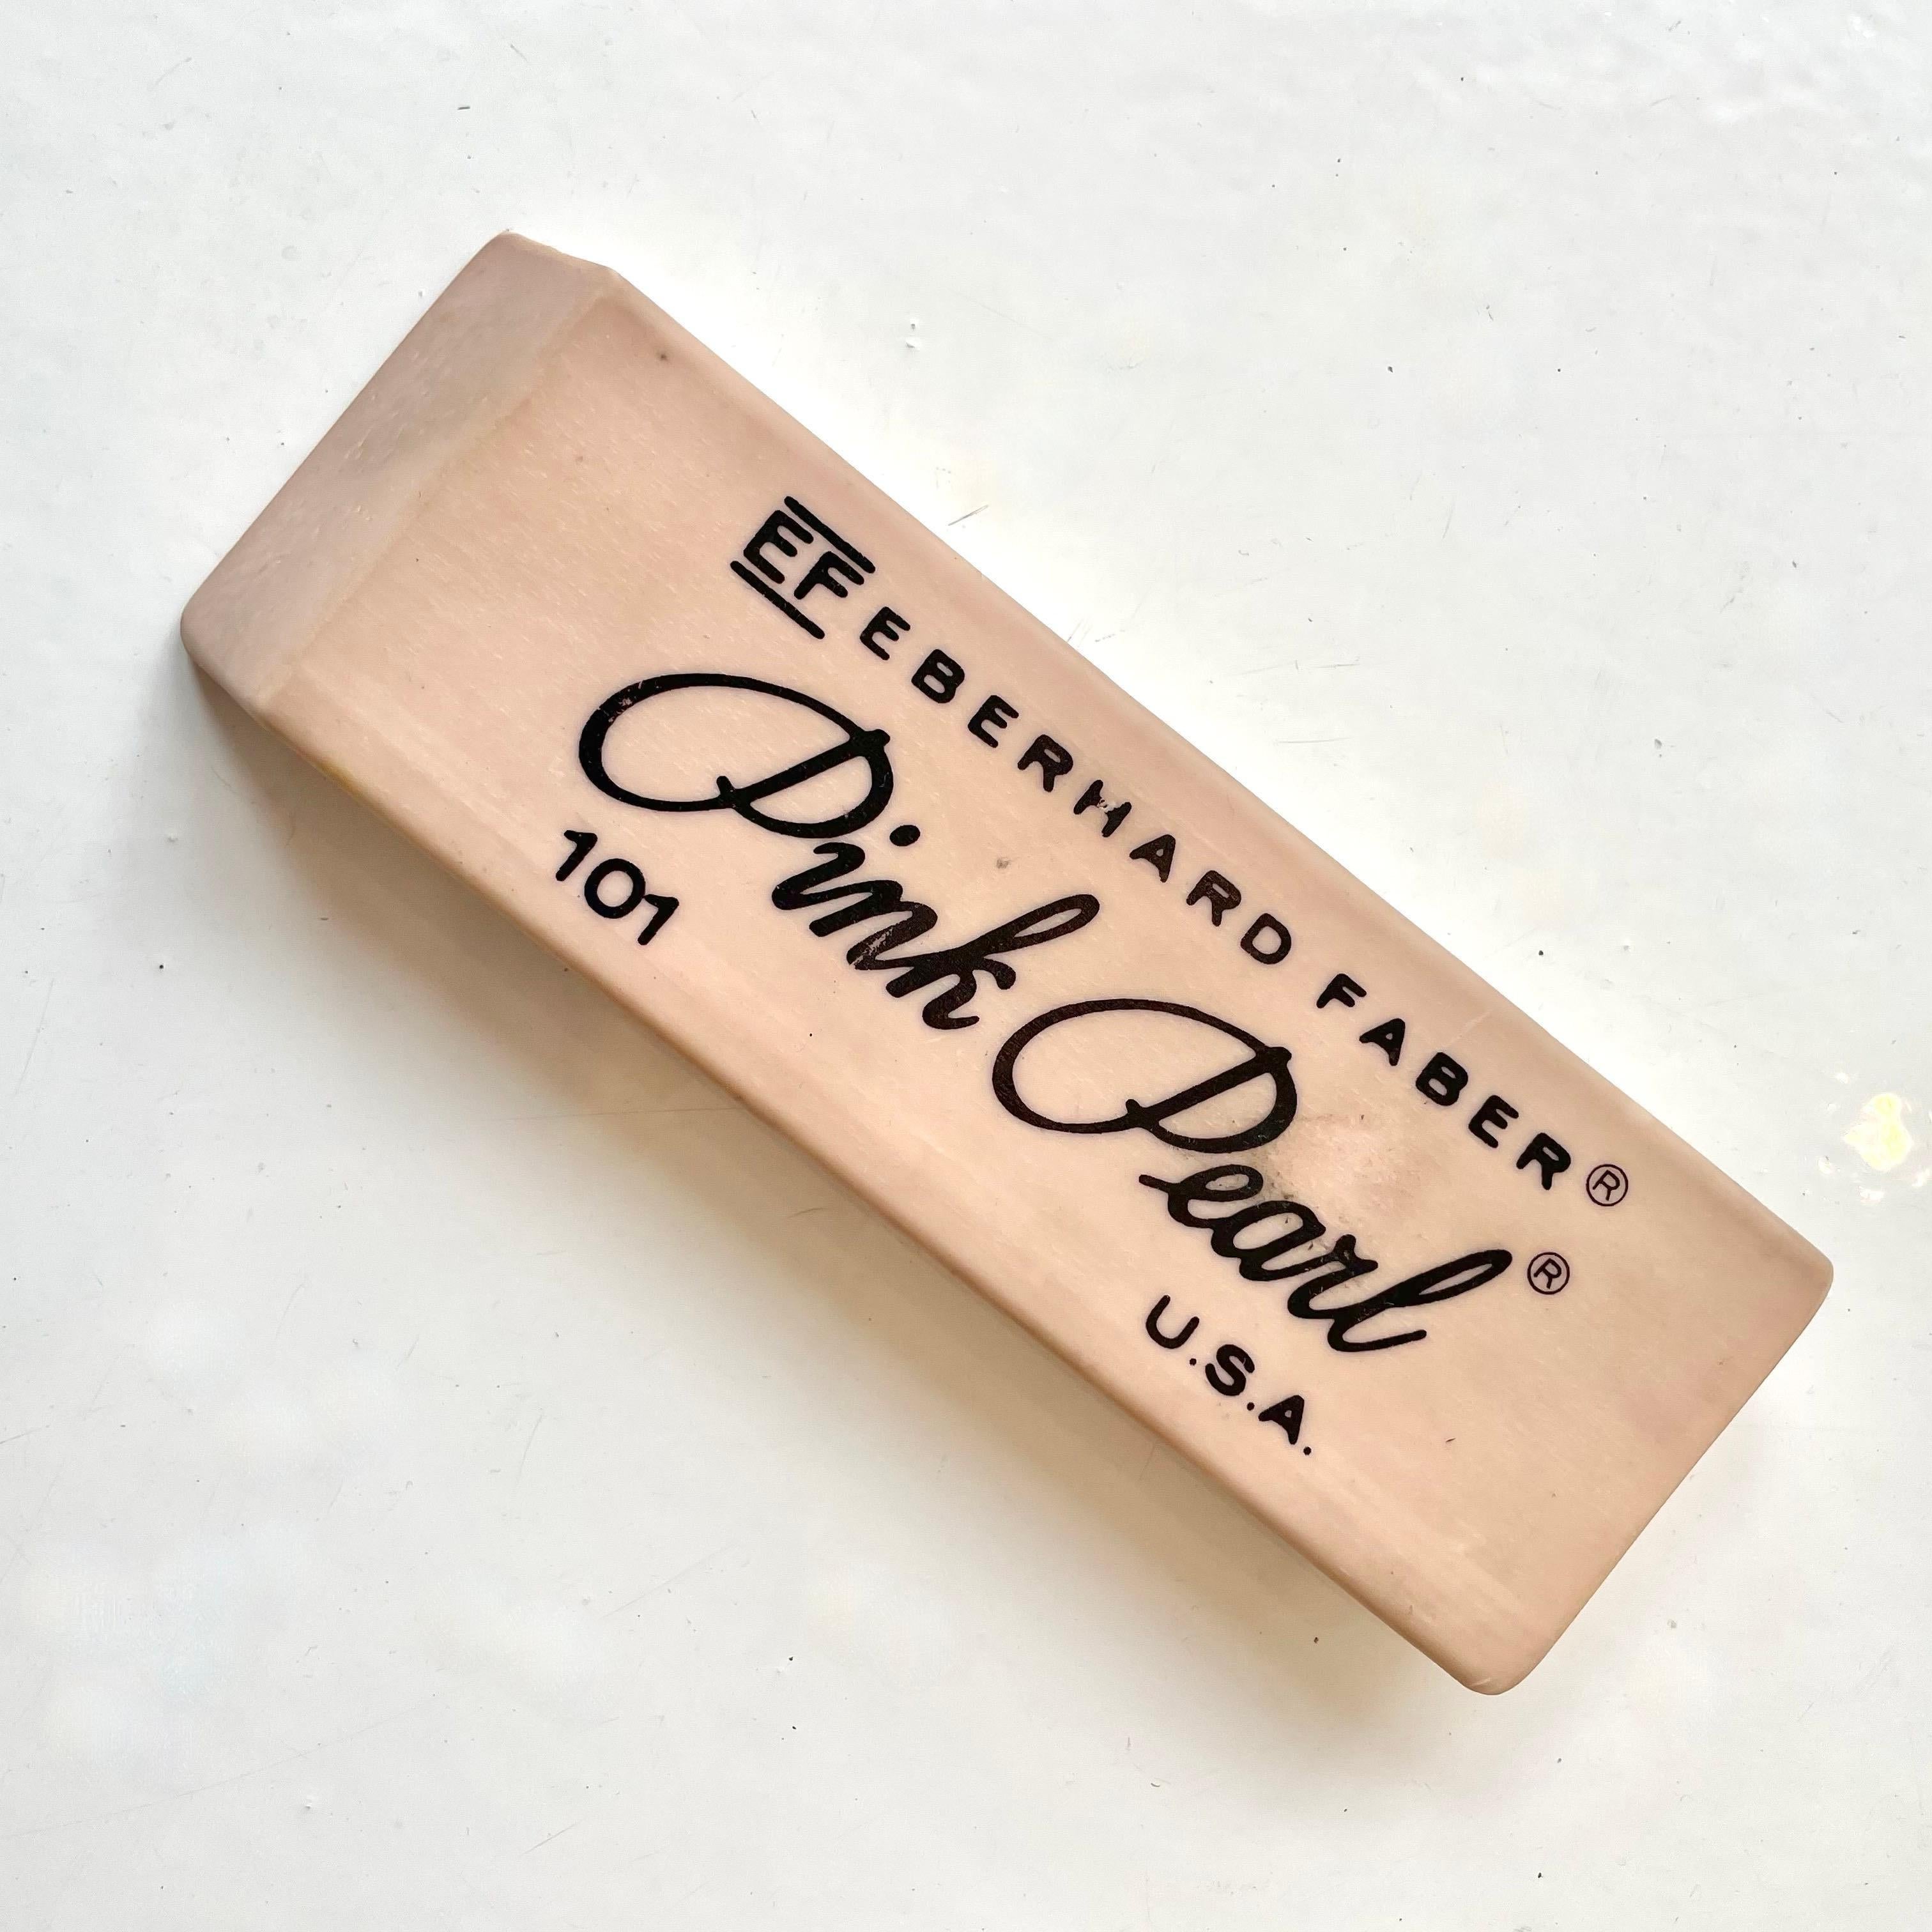 EF EBERHARD FABER®
Pink Pearl®
101 U.S.A.